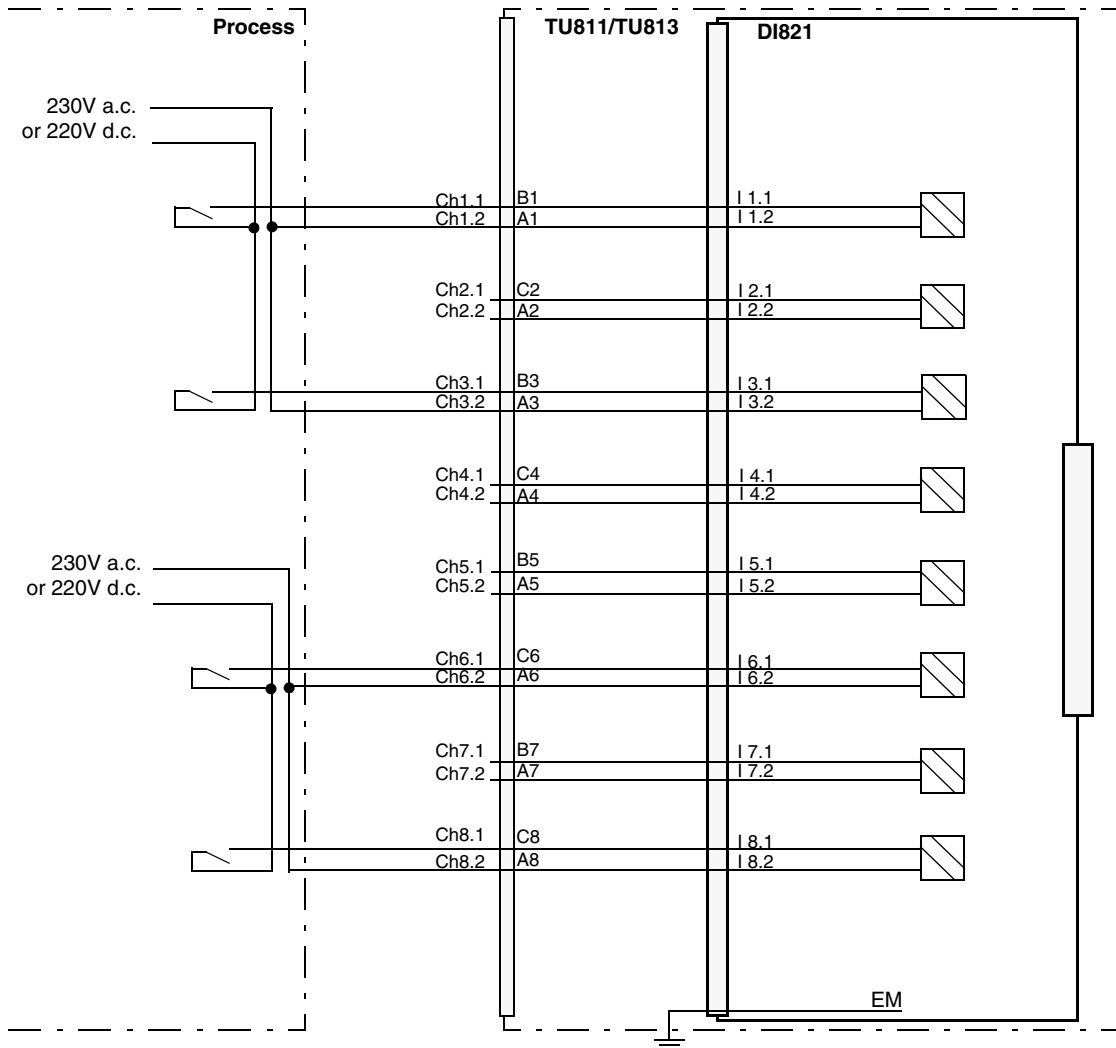 Process
TU811/TU813
DI821
230V a.c.
or 220V d.c.
Ch1.1 B1 I 1.1
Ch1.2 A1 I 1.2
Ch2.1 C2 I 2.1
Ch2.2 A2 I 2.2
Ch3.1 B3 I 3.1
Ch3.2 A3 I 3.2
Ch4.1 C4 I 4.1
Ch4.2 A4 I 4.2
230V a.c.
or 220V d.c.
Ch5.1 B5 I 5.1
Ch5.2 A5 I 5.2
Ch6.1 C6 I 6.1
Ch6.2 A6 I 6.2
Ch7.1 B7 I 7.1
Ch7.2 A7 I 7.2
Ch8.1 C8 I 8.1
Ch8.2 A8 I 8.2
EM